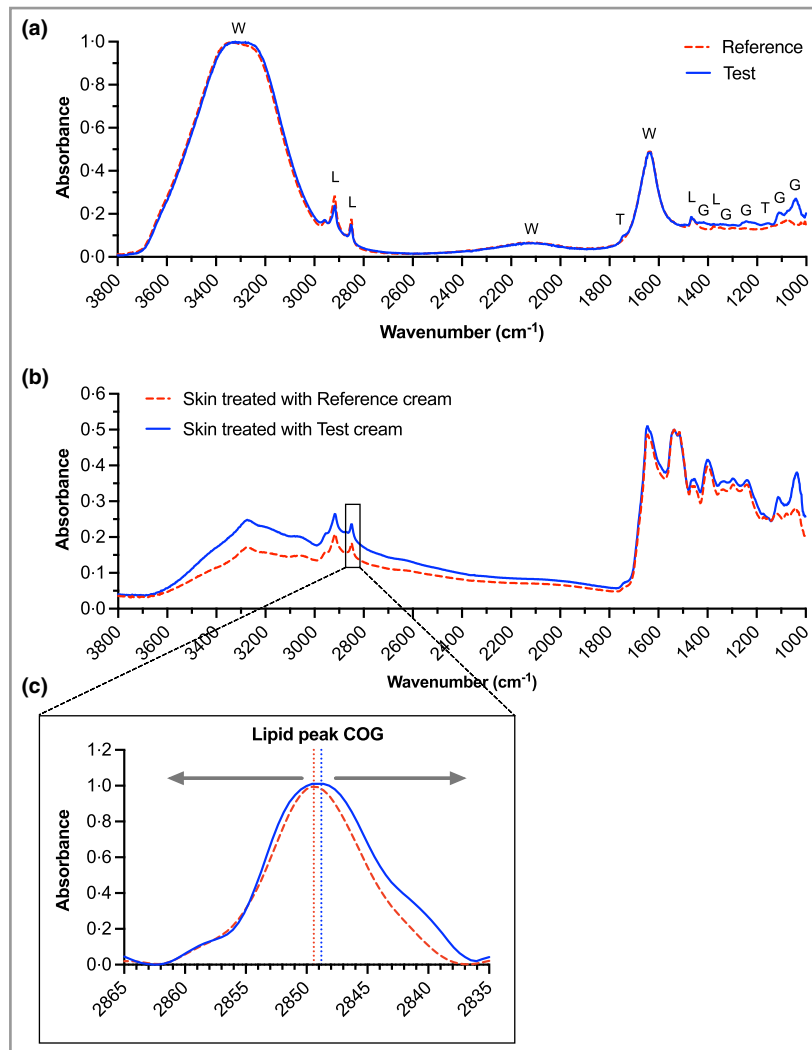 (a)
W
Reference
Test
L
L
W
W
T
L
G
L
G
G
T
G
G
Absorbance
1·0
0·8
0·6
0·4
0·2
0·0
3800 3600 3400 3200 3000 2800 2600 2400 2200 2000 1800 1600 1400 1200 1000
Wavenumber (cm-1)
(b)
Skin treated with Reference cream
Skin treated with Test cream
Absorbance
0·6
0·5
0·4
0·3
0·2
0·1
0·0
3800 3600 3400 3200 3000 2800 2600 2400 2200 2000 1800 1600 1400 1200 1000
Wavenumber (cm-1)
(c)
Lipid peak COG
Absorbance
1·2
1·0
0·8
0·6
0·4
0·2
0·0
2865 2860 2855 2850 2845 2840 2835